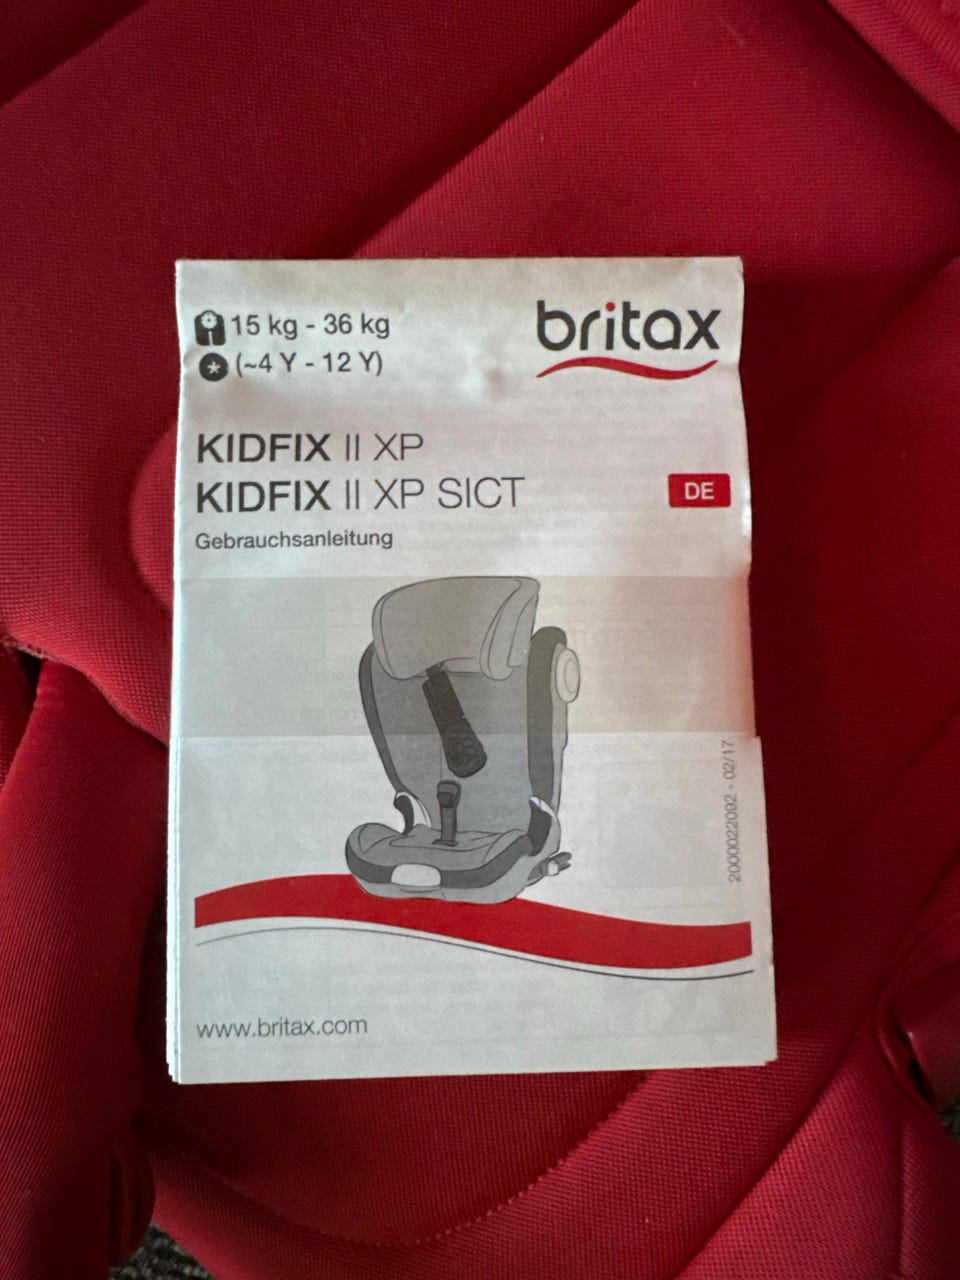 15 kg - 36 kg
(~4 Y - 12 Y)
britax
KIDFIX II XP
KIDFIX II XP SICT
DE
Gebrauchsanleitung
2000022092 - 02/17
www.britax.com